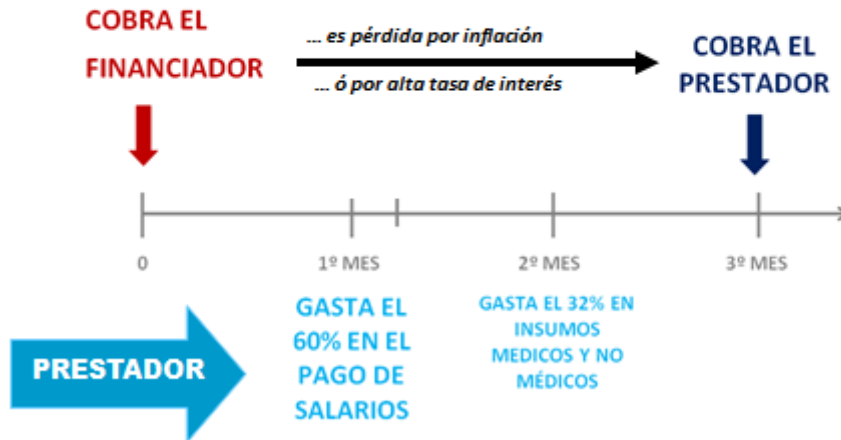 COBRA EL
FINANCIADOR
... es pérdida por inflación
... ó por alta tasa de interés
COBRA EL
PRESTADOR
0
1º MES
2º MES
3º MES
PRESTADOR
GASTA EL
60% EN EL
PAGO DE
SALARIOS
GASTA EL 32% EN
INSUMOS
MEDICOS Y NO
MÉDICOS